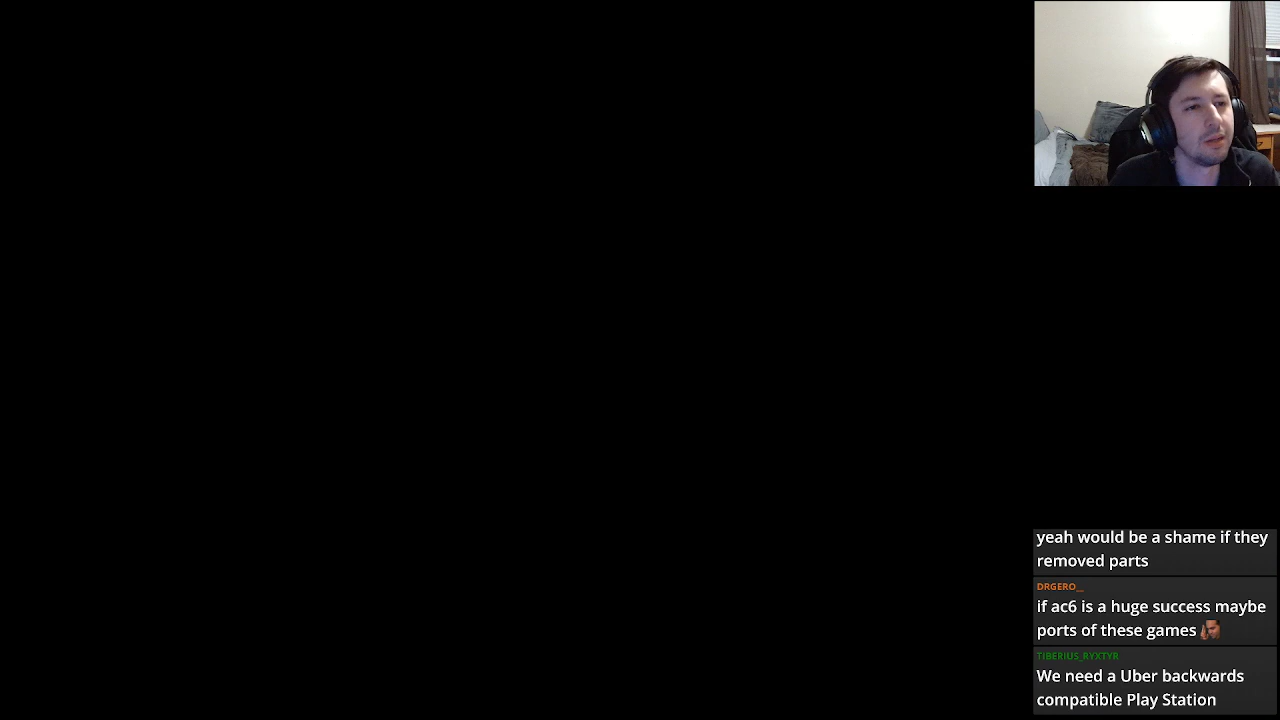 yeah would be a shame if they
removed parts
DRGERO__
if ac6 is a huge success maybe
ports of these games
TIBERIUS_RYXTYR
We need a Uber backwards
compatible Play Station